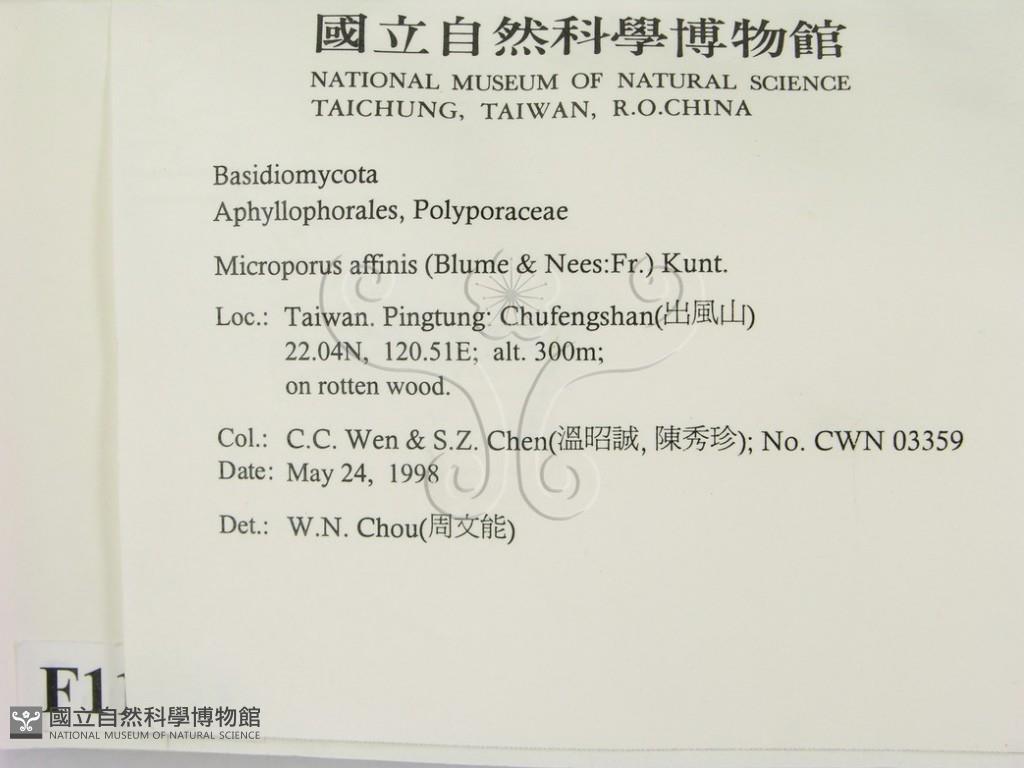 國立自然科學博物館
NATIONAL MUSEUM OF NATURAL SCIENCE
TAICHUNG, TAIWAN, R.O.CHINA
Basidiomycota
Aphyllophorales, Polyporaceae
Microporus affinis (Blume & Nees:Fr.) Kunt.
Loc.: Taiwan. Pingtung: Chufengshan(出風山)
22.04N, 120.51E; alt. 300m;
on rotten wood.
Col.: C.C. Wen & S.Z. Chen(溫昭誠, 陳秀珍); No. CWN 03359
Date: May 24, 1998
Det.: W.N. Chou(周文能)
國立自然科學博物館
NATIONAL MUSEUM OF NATURAL SCIENCE